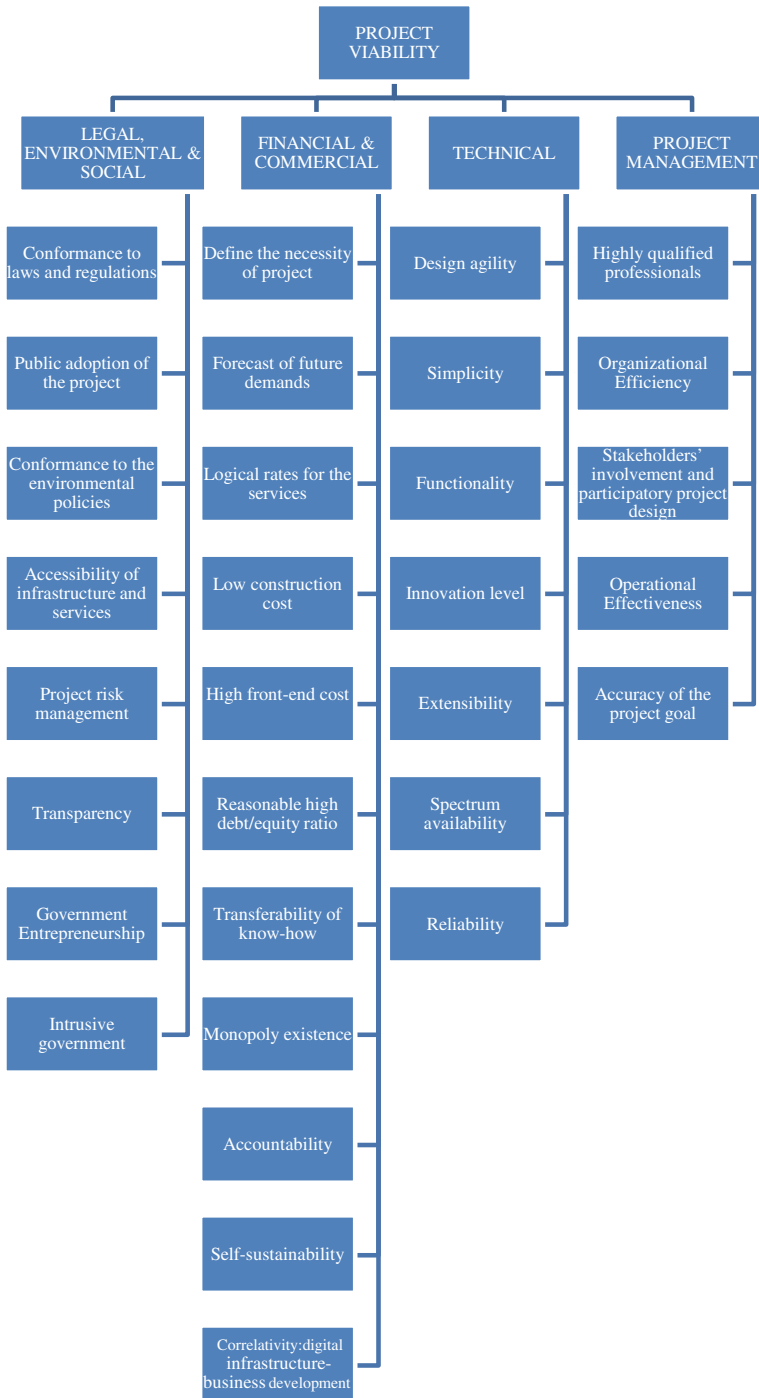 PROJECT
VIABILITY
LEGAL,
ENVIRONMENTAL &
SOCIAL
Conformance to
laws and regulations
Public adoption of
the project
Conformance to the
environmental
policies
Accessibility of
infrastructure and
services
Project risk
management
Transparency
Government
Entrepreneurship
Intrusive
government
FINANCIAL &
COMMERCIAL
Define the necessity
of project
Forecast of future
demands
Logical rates for the
services
Low construction
cost
High front-end cost
Reasonable high
debt/equity ratio
Transferability of
know-how
Monopoly existence
Accountability
Self-sustainability
Correlativity:digital
infrastructure-
business development
TECHNICAL
Design agility
Simplicity
Functionality
Innovation level
Extensibility
Spectrum
availability
Reliability
PROJECT
MANAGEMENT
Highly qualified
professionals
Organizational
Efficiency
Stakeholders’
involvement and
participatory project
design
Operational
Effectiveness
Accuracy of the
project goal